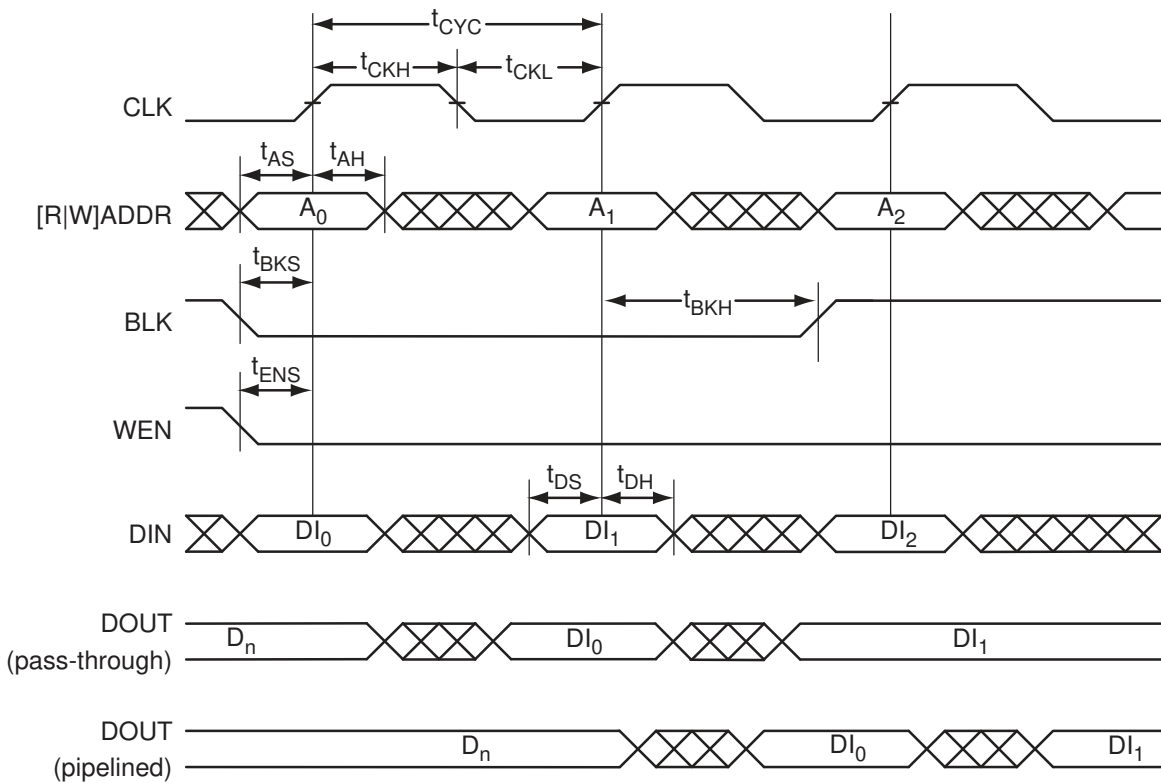 tCYC
tCKH tCKL
CLK
tAS tAH
[R|W]ADDR A0 A1 A2
tBKS
tBKH
BLK
tENS
WEN
tDS tDH
DIN DI0 DI1 DI2
DOUT
(pass-through) Dn DI0 DI1
DOUT
(pipelined) Dn DI0 DI1